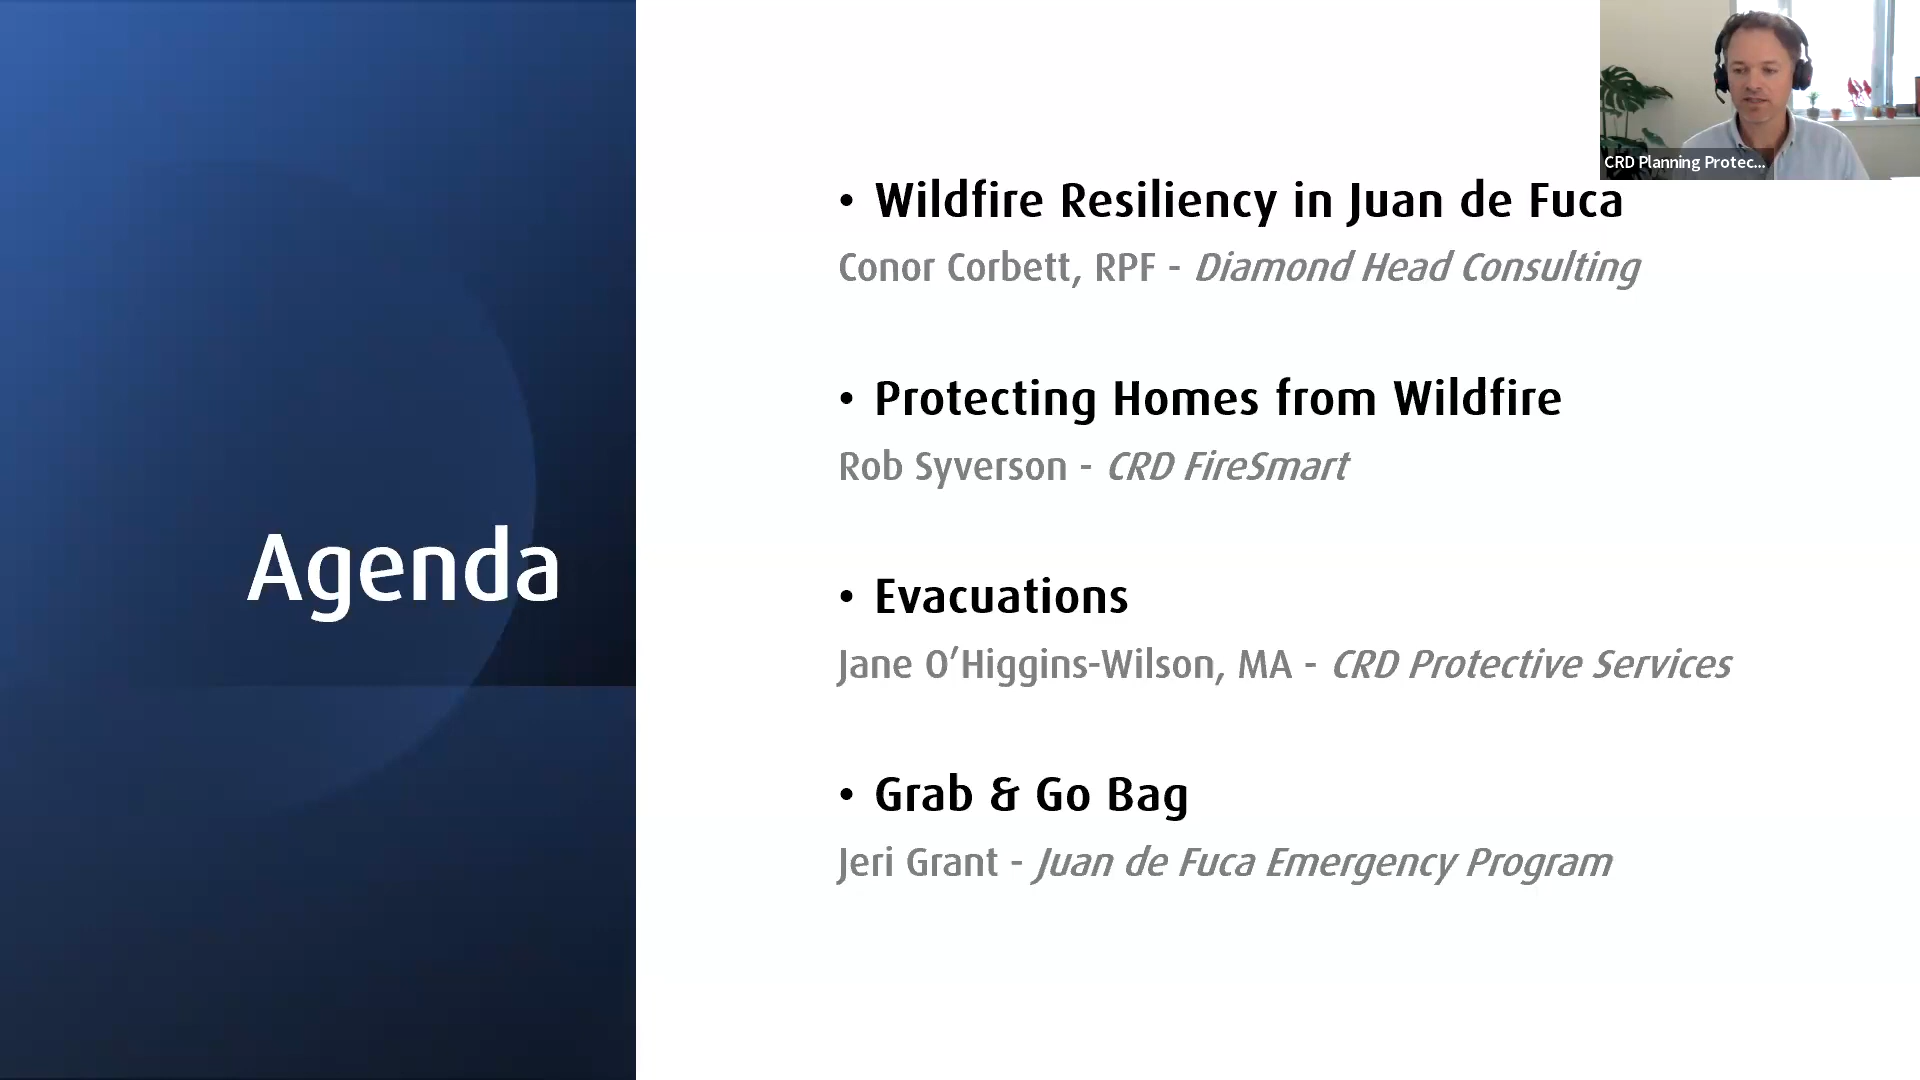 Agenda
• Wildfire Resiliency in Juan de Fuca
Conor Corbett, RPF - Diamond Head Consulting
• Protecting Homes from Wildfire
Rob Syverson - CRD FireSmart
• Evacuations
Jane O’Higgins-Wilson, MA - CRD Protective Services
• Grab & Go Bag
Jeri Grant - Juan de Fuca Emergency Program
CRD Planning Protec...